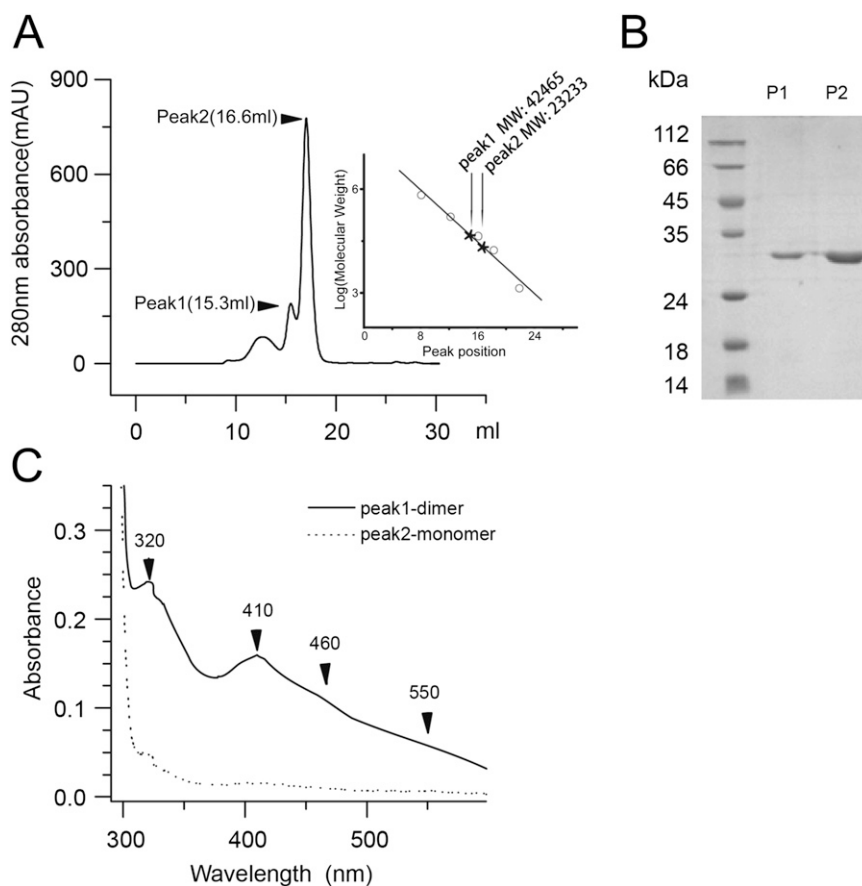 A
280nm absorbance(mAU)
900
750
600
450
300
150
0
Peak2(16.6ml)
Peak1(15.3ml)
0 10 20 30 ml
peak1 MW: 42465
peak2 MW: 23233
Log(Molecular Weight)
6
3
0 8 16 24
Peak position
B
kDa
P1 P2
112
66
45
35
24
18
14
C
Absorbance
0.3
0.2
0.1
0.0
320
410
460
550
peak1-dimer
peak2-monomer
300 400 500
Wavelength (nm)